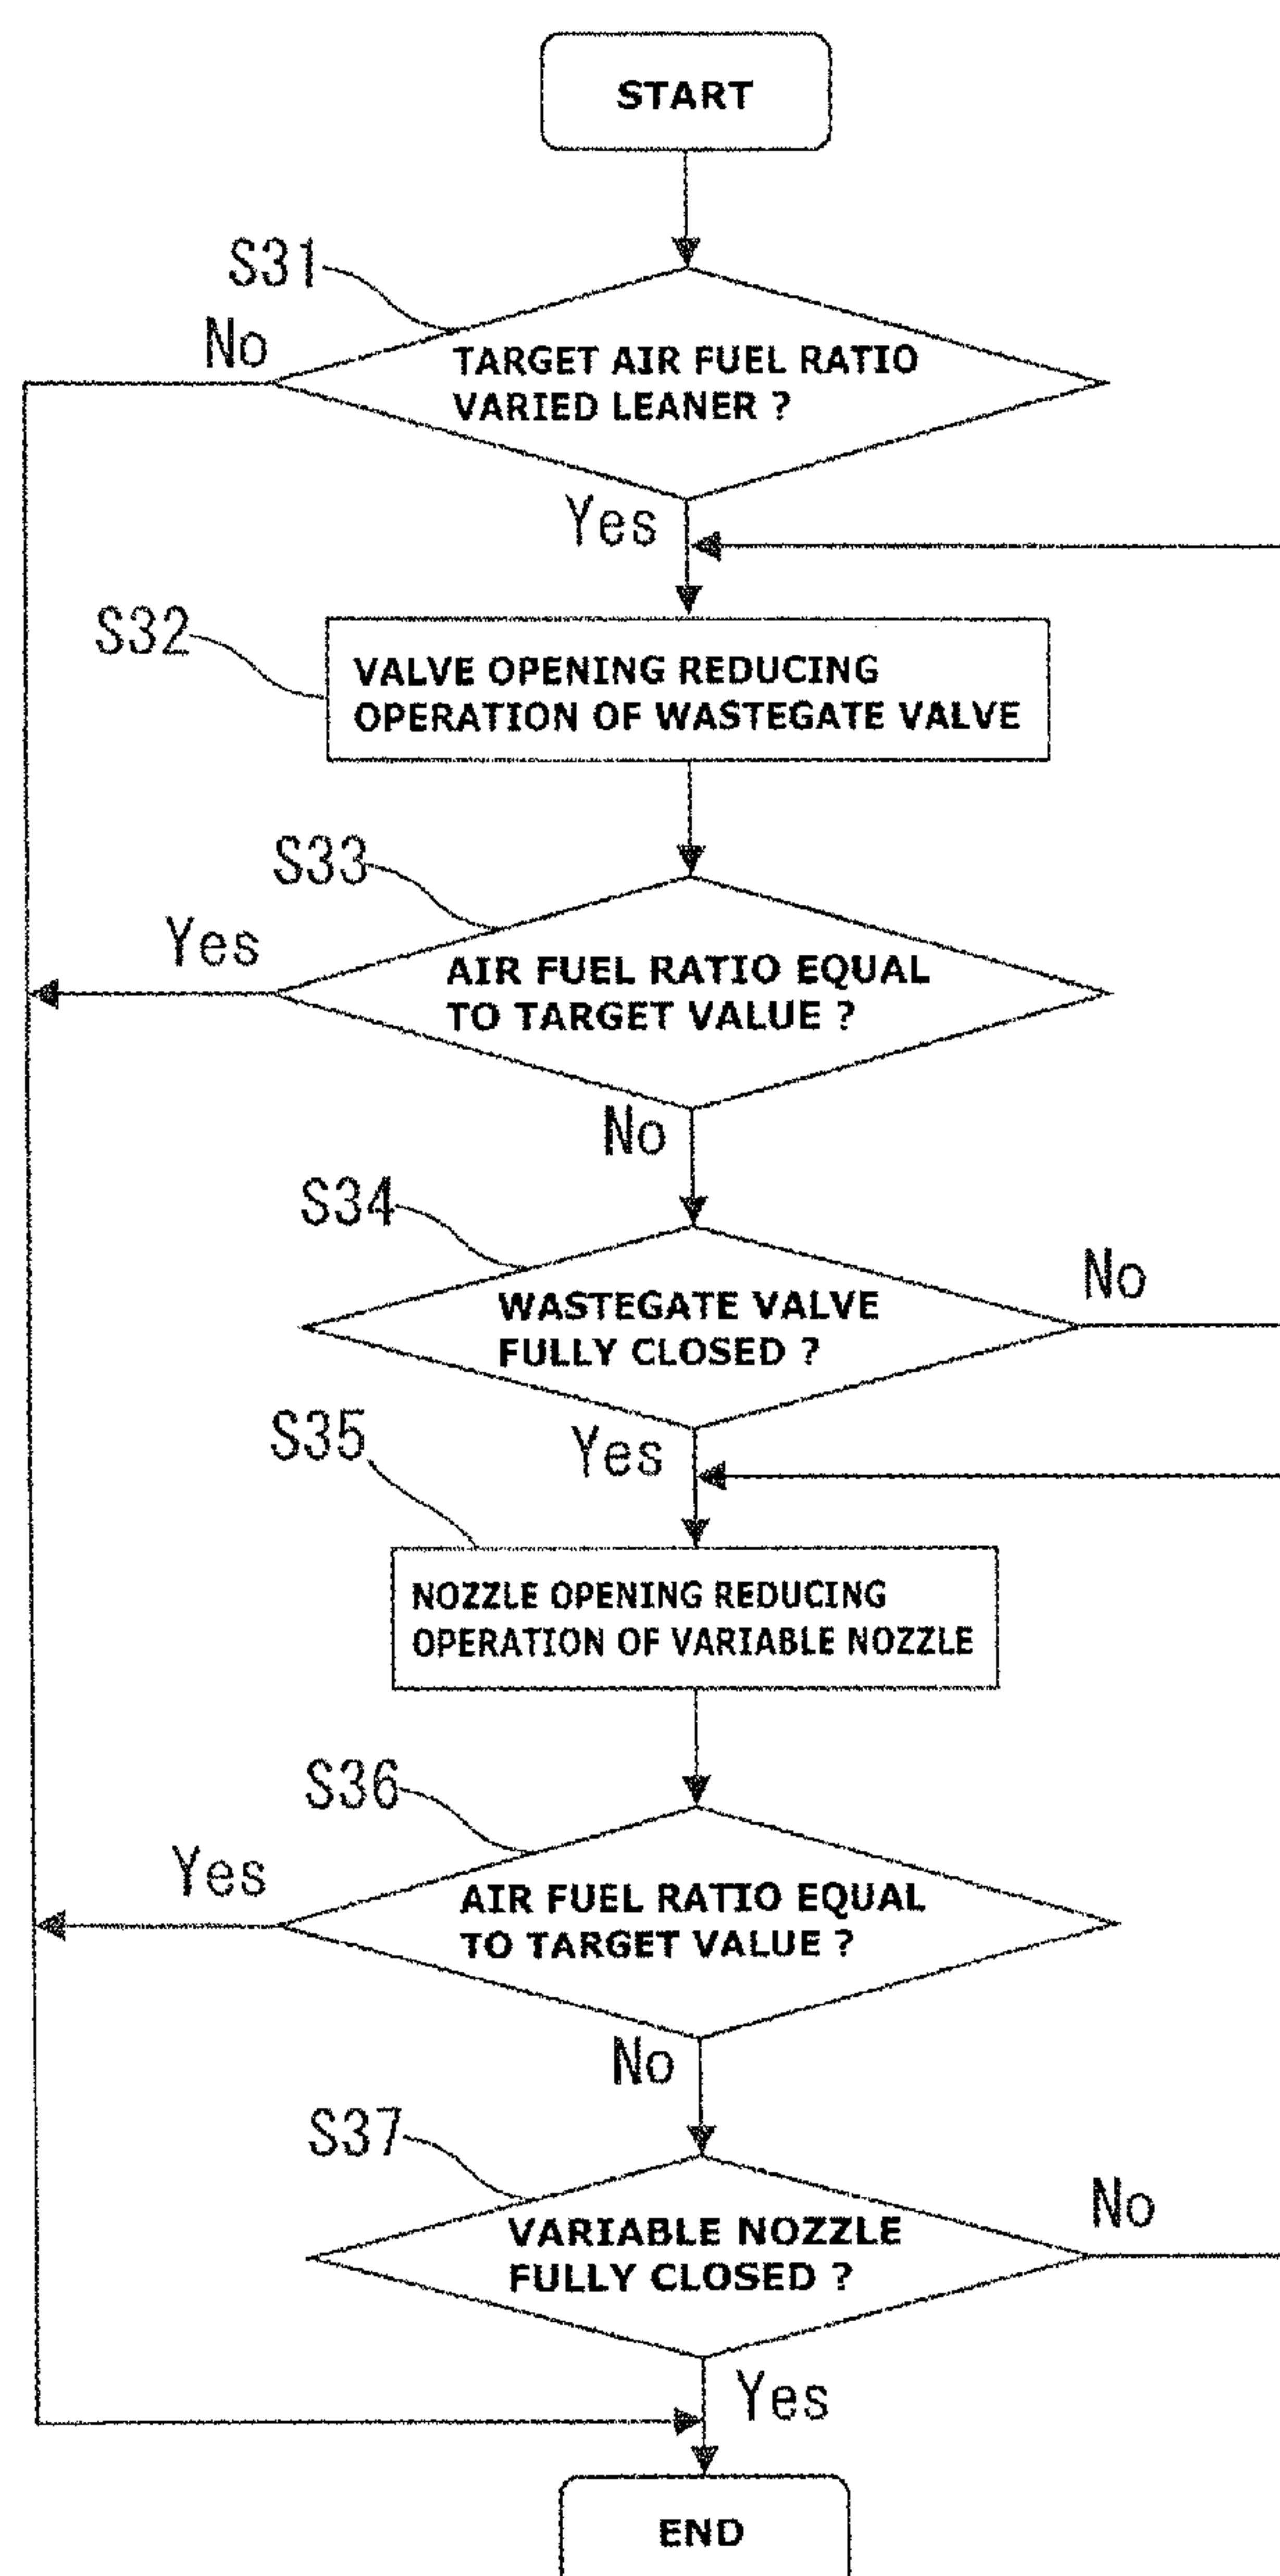 START
S31
No
TARGET AIR FUEL RATIO
VARIED LEANER ?
Yes
S32
VALVE OPENING REDUCING
OPERATION OF WASTEGATE VALVE
S33
Yes
AIR FUEL RATIO EQUAL
TO TARGET VALUE ?
No
S34
No
WASTEGATE VALVE
FULLY CLOSED ?
Yes
S35
NOZZLE OPENING REDUCING
OPERATION OF VARIABLE NOZZLE
S36
Yes
AIR FUEL RATIO EQUAL
TO TARGET VALUE ?
No
S37
No
VARIABLE NOZZLE
FULLY CLOSED ?
Yes
END